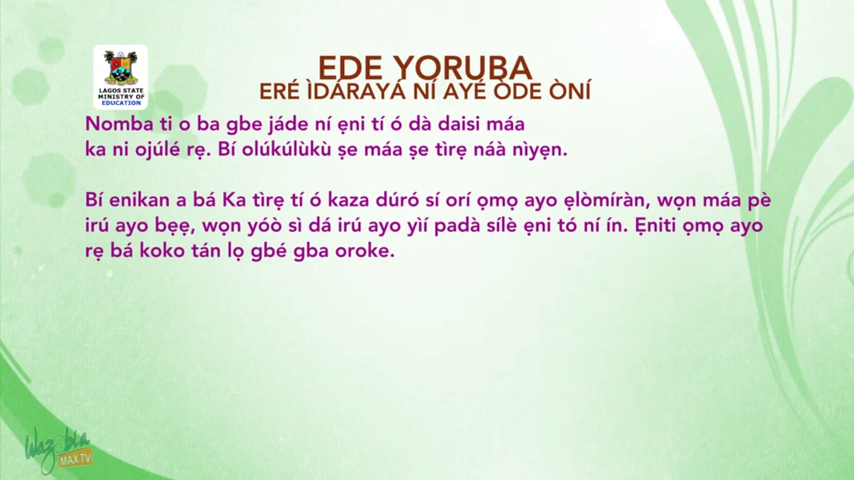 LAGOS STATE
MINISTRY OF
EDUCATION
EDE YORUBA
ERÉ ÌDÁRAYÁ NÍ AYÉ ÒDE ÒNÍ
Nomba ti o ba gbe jáde ní ẹni tí ó dà daisi máa
ka ni ojúlé rẹ. Bí olúkúlùkù ṣe máa ṣe tìrẹ náà nìyẹn.
Bí enikan a bá Ka tìrẹ tí ó kaza dúró sí orí ọmọ ayo ẹlòmíràn, wọn máa pè
irú ayo bẹẹ, wọn yóò sì dá irú ayo yìí padà sílè ẹni tó ní ín. Ẹniti ọmọ ayo
rẹ bá koko tán lọ gbé gba oroke.
Waz bia
MAX TV